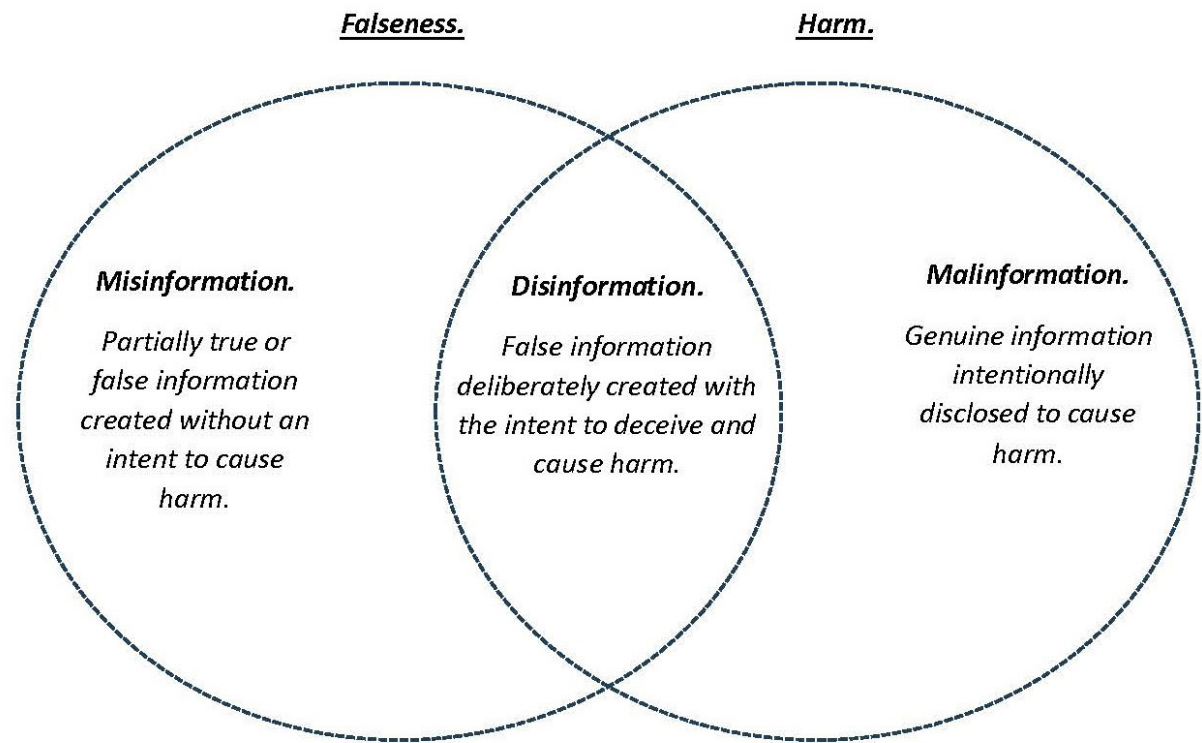 Falseness.
Harm.
Misinformation.
Partially true or
false information
created without an
intent to cause
harm.
Disinformation.
False information
deliberately created with
the intent to deceive and
cause harm.
Malinformation.
Genuine information
intentionally
disclosed to cause
harm.